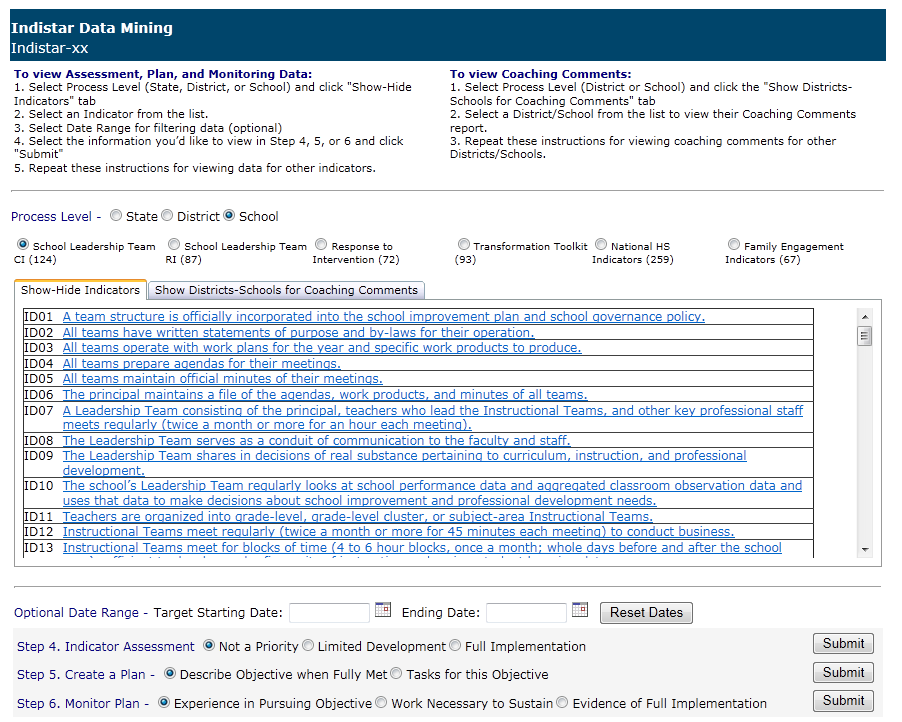 Indistar Data Mining
Indistar-xx
To view Assessment, Plan, and Monitoring Data:
1. Select Process Level (State, District, or School) and click "Show-Hide
Indicators" tab
2. Select an Indicator from the list.
3. Select Date Range for filtering data (optional)
4. Select the information you'd like to view in Step 4, 5, or 6 and click
"Submit"
5. Repeat these instructions for viewing data for other indicators.
To view Coaching Comments:
1. Select Process Level (District or School) and click the "Show Districts-
Schools for Coaching Comments" tab
2. Select a District/School from the list to view their Coaching Comments
report.
3. Repeat these instructions for viewing coaching comments for other
Districts/Schools.
Process Level - State District School
School Leadership Team
CI (124)
School Leadership Team
RI (87)
Response to
Intervention (72)
Transformation Toolkit
(93)
National HS
Indicators (259)
Family Engagement
Indicators (67)
Show-Hide Indicators Show Districts-Schools for Coaching Comments
ID01 A team structure is officially incorporated into the school improvement plan and school governance policy.
ID02 All teams have written statements of purpose and by-laws for their operation.
ID03 All teams operate with work plans for the year and specific work products to produce.
ID04 All teams prepare agendas for their meetings.
ID05 All teams maintain official minutes of their meetings.
ID06 The principal maintains a file of the agendas, work products, and minutes of all teams.
ID07 A Leadership Team consisting of the principal, teachers who lead the Instructional Teams, and other key professional staff
meets regularly (twice a month or more for an hour each meeting).
ID08 The Leadership Team serves as a conduit of communication to the faculty and staff.
ID09 The Leadership Team shares in decisions of real substance pertaining to curriculum, instruction, and professional
development.
ID10 The school's Leadership Team regularly looks at school performance data and aggregated classroom observation data and
uses that data to make decisions about school improvement and professional development needs.
ID11 Teachers are organized into grade-level, grade-level cluster, or subject-area Instructional Teams.
ID12 Instructional Teams meet regularly (twice a month or more for 45 minutes each meeting) to conduct business.
ID13 Instructional Teams meet for blocks of time (4 to 6 hour blocks, once a month; whole days before and after the school
Optional Date Range - Target Starting Date: Ending Date: Reset Dates
Step 4. Indicator Assessment Not a Priority Limited Development Full Implementation Submit
Step 5. Create a Plan - Describe Objective when Fully Met Tasks for this Objective Submit
Step 6. Monitor Plan - Experience in Pursuing Objective Work Necessary to Sustain Evidence of Full Implementation Submit